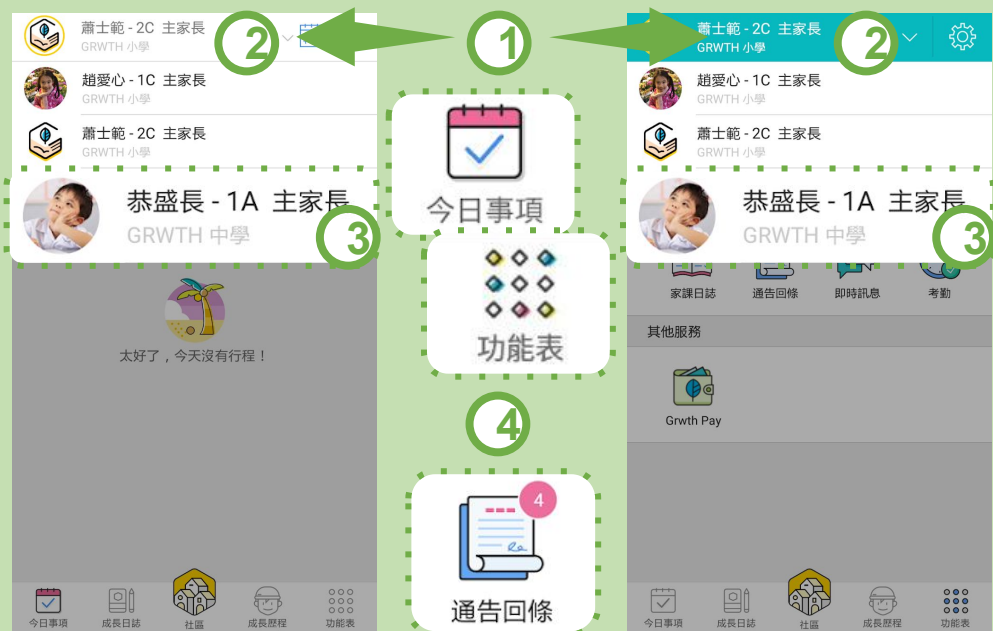 蕭士範 - 2C 主家長
GRWTH 小學
2
趙愛心 - 1C 主家長
GRWTH 小學
蕭士範 - 2C 主家長
GRWTH 小學
恭盛長 - 1A 主家長
GRWTH 中學
3
太好了，今天沒有行程！
今日事項
成長日誌
社區
成長歷程
功能表
1
今日事項
功能表
4
4
通告回條
蕭士範 - 2C 主家長
GRWTH 小學
2
趙愛心 - 1C 主家長
GRWTH 小學
蕭士範 - 2C 主家長
GRWTH 小學
恭盛長 - 1A 主家長
GRWTH 中學
3
家課日誌
通告回條
即時訊息
考勤
其他服務
Grwth Pay
今日事項
成長日誌
社區
成長歷程
功能表